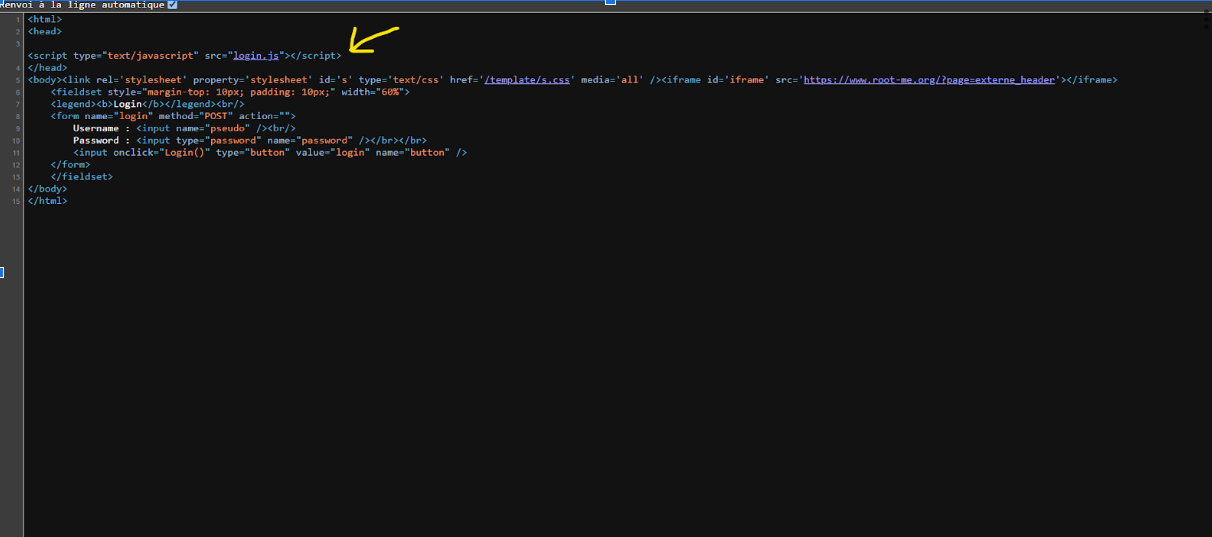 Renvoi à la ligne automatique
1 <html>
2 <head>
3
<script type="text/javascript" src="login.js"></script>
4 </head>
5 <body><link rel='stylesheet' property='stylesheet' id='s' type='text/css' href='/template/s.css' media='all' /><iframe id='iframe' src='https://www.root-me.org/?page=externe_header'></iframe>
6 <fieldset style="margin-top: 10px; padding: 10px;" width="60%">
7 <legend><b>Login</b></legend><br/>
8 <form name="login" method="POST" action="">
9 Username : <input name="pseudo" /><br/>
10 Password : <input type="password" name="password" /></br></br>
11 <input onclick="Login()" type="button" value="login" name="button" />
12 </form>
13 </fieldset>
14 </body>
15 </html>